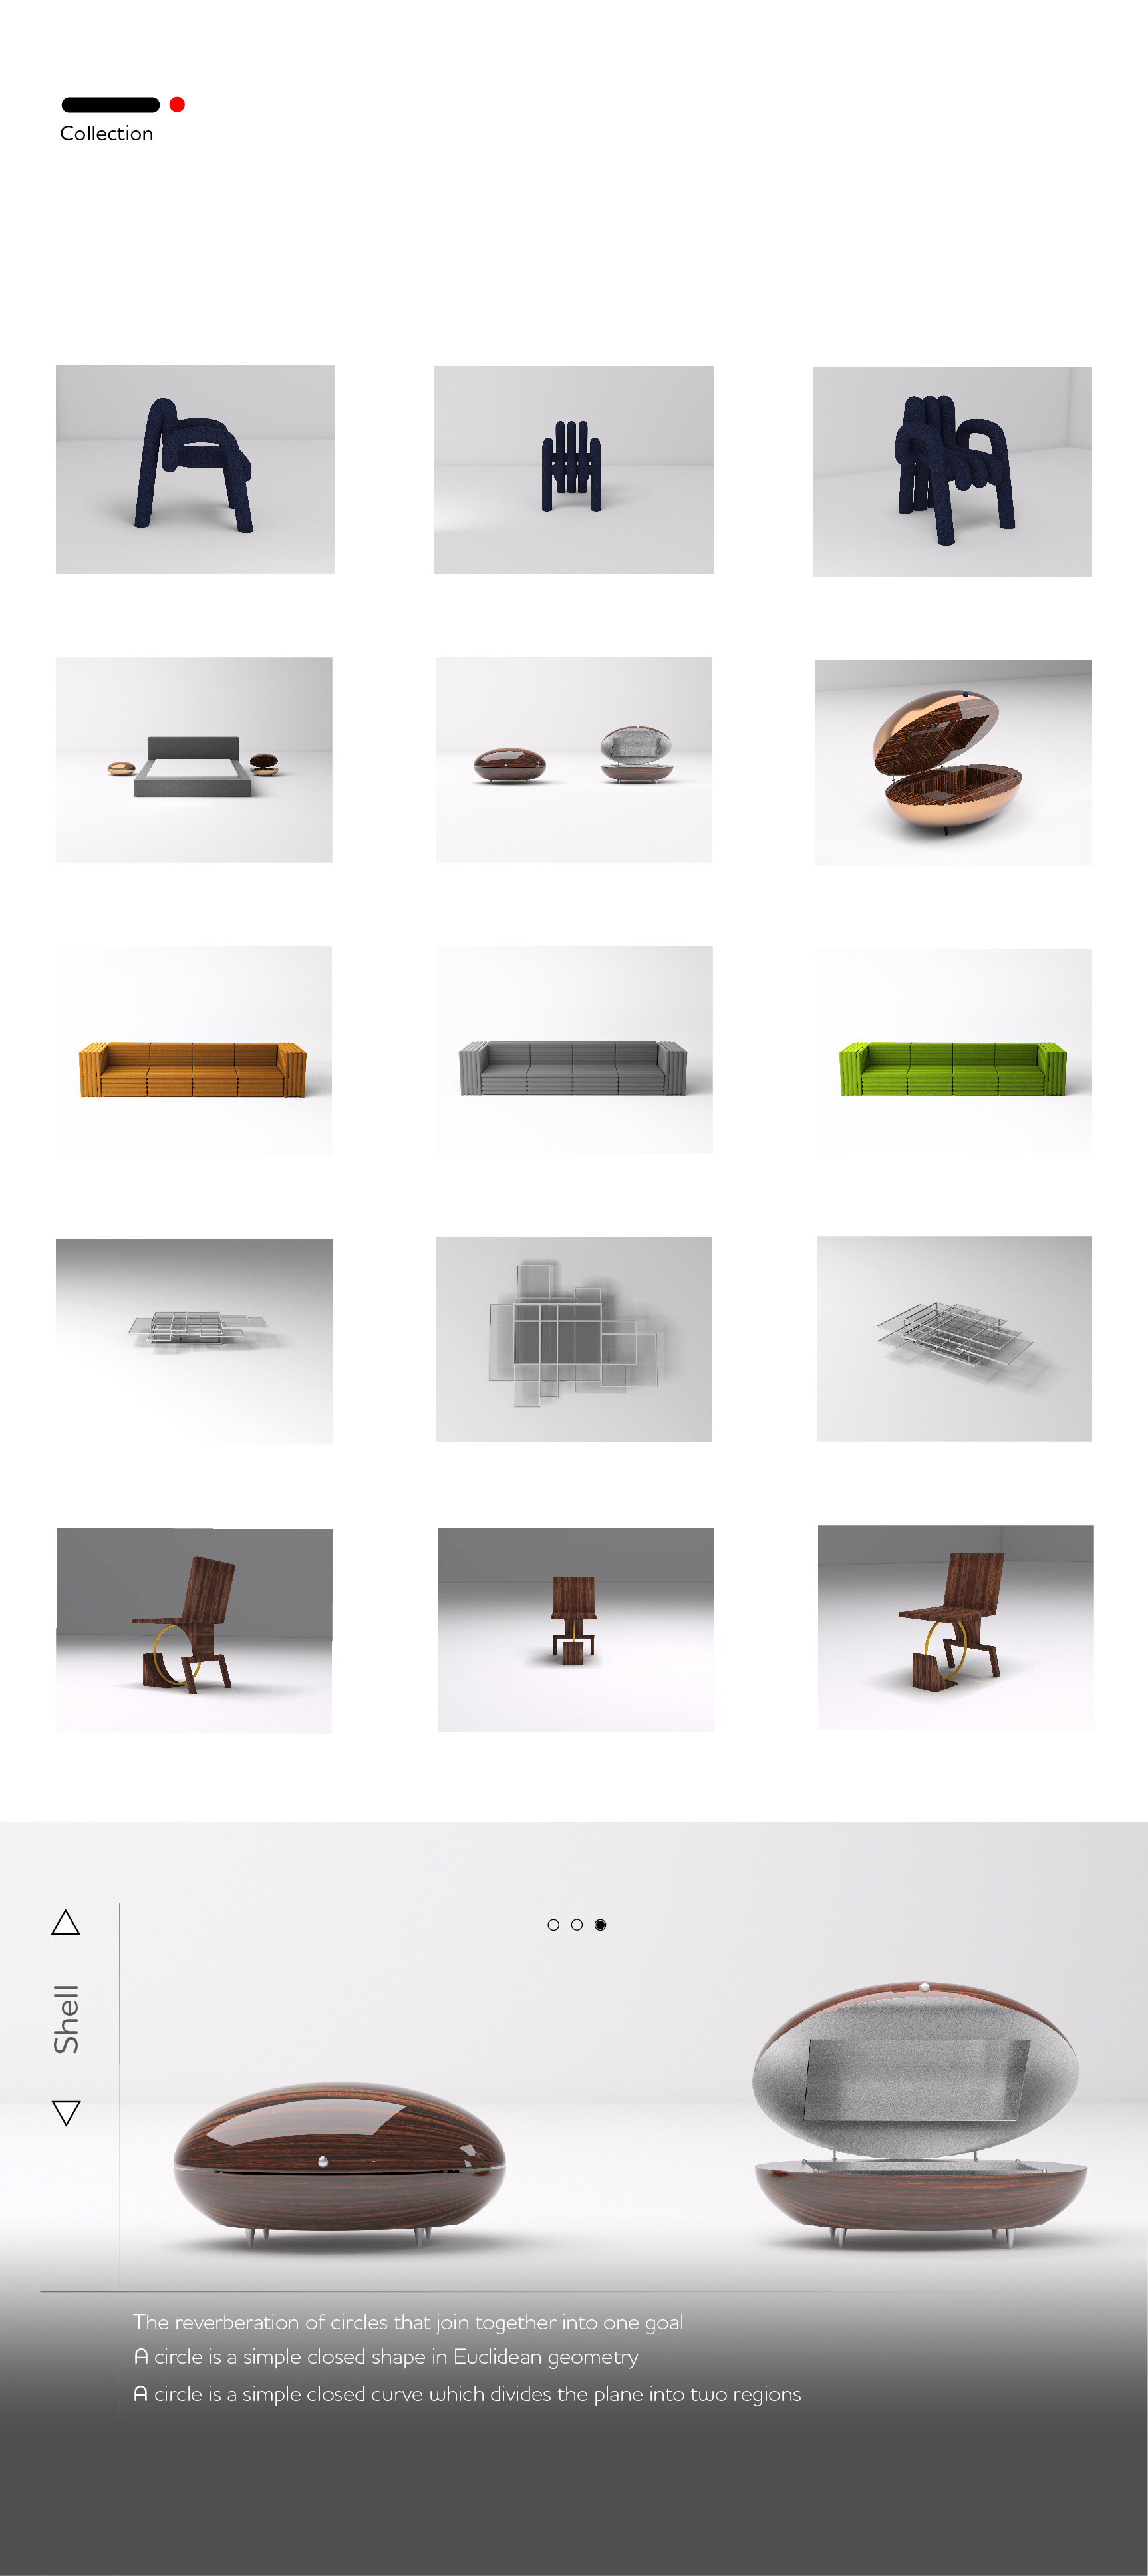 Collection
Shell
The reverberation of circles that join together into one goal
A circle is a simple closed shape in Euclidean geometry
A circle is a simple closed curve which divides the plane into two regions